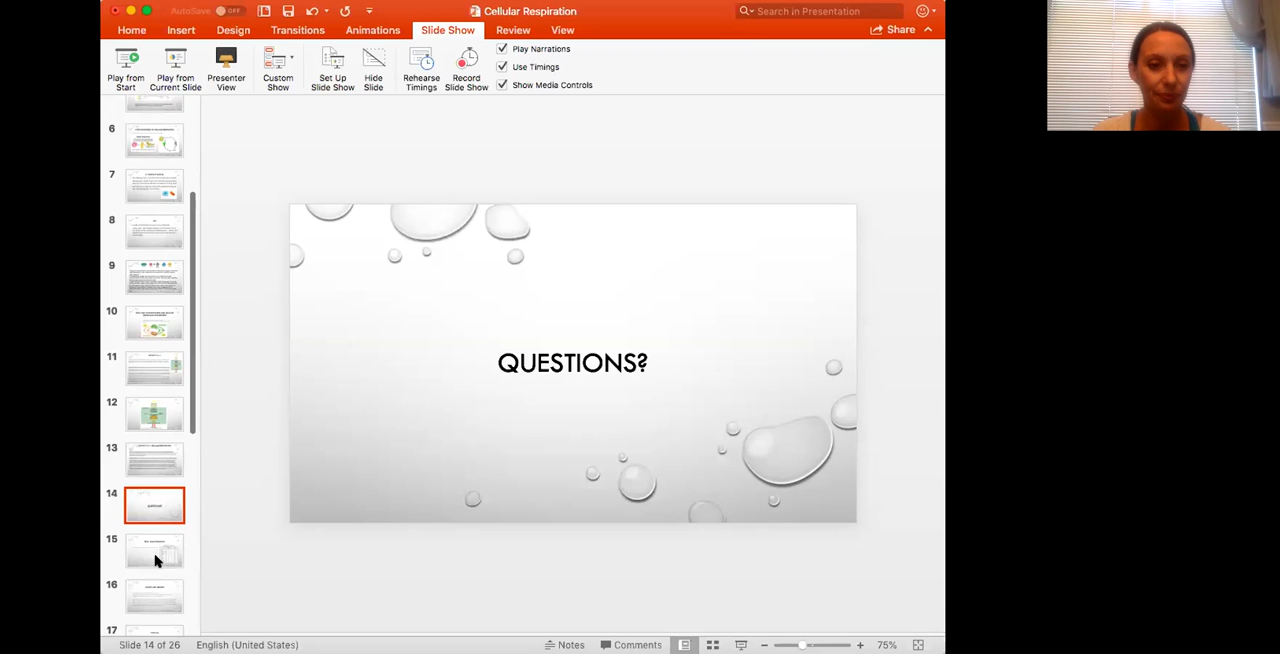 AutoSave OFF
Cellular Respiration
Search in Presentation
Home Insert Design Transitions Animations Slide Show Review View
Share
Play from Start
Play from Current Slide
Presenter View
Custom Show
Set Up Slide Show
Hide Slide
Rehearse Timings
Record Slide Show
Play Narrations
Use Timings
Show Media Controls
6
7
8
9
10
11
12
13
14
15
16
17
QUESTIONS?
Slide 14 of 26 English (United States)
Notes Comments 75%